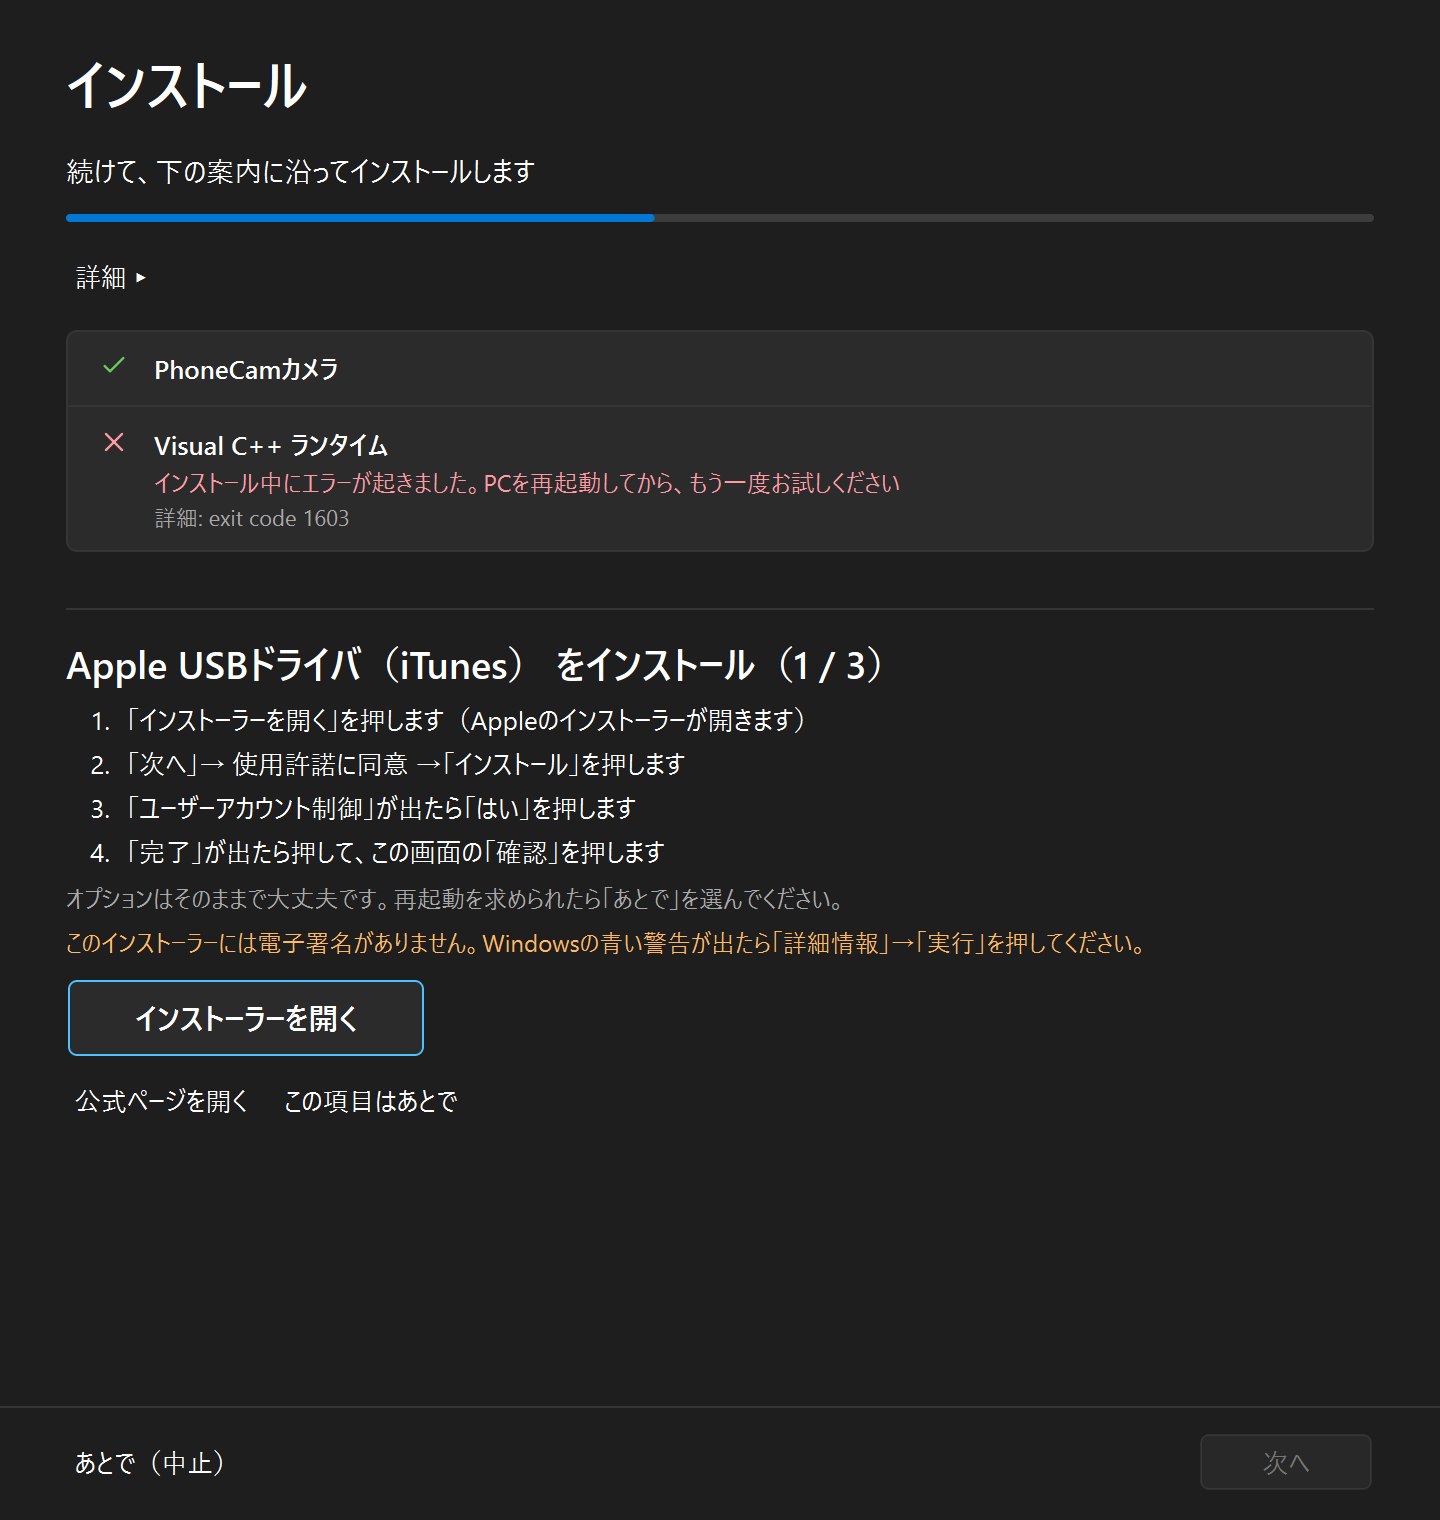 インストール
続けて、下の案内に沿ってインストールします
詳細 ▸
PhoneCamカメラ
Visual C++ ランタイム
インストール中にエラーが起きました。PCを再起動してから、もう一度お試しください
詳細: exit code 1603
Apple USBドライバ（iTunes） をインストール（1 / 3）
1. 「インストーラーを開く」を押します（Appleのインストーラーが開きます）
2. 「次へ」→ 使用許諾に同意 →「インストール」を押します
3. 「ユーザーアカウント制御」が出たら「はい」を押します
4. 「完了」が出たら押して、この画面の「確認」を押します
オプションはそのままで大丈夫です。再起動を求められたら「あとで」を選んでください。
このインストーラーには電子署名がありません。Windowsの青い警告が出たら「詳細情報」→「実行」を押してください。
インストーラーを開く
公式ページを開く この項目はあとで
あとで（中止） 次へ